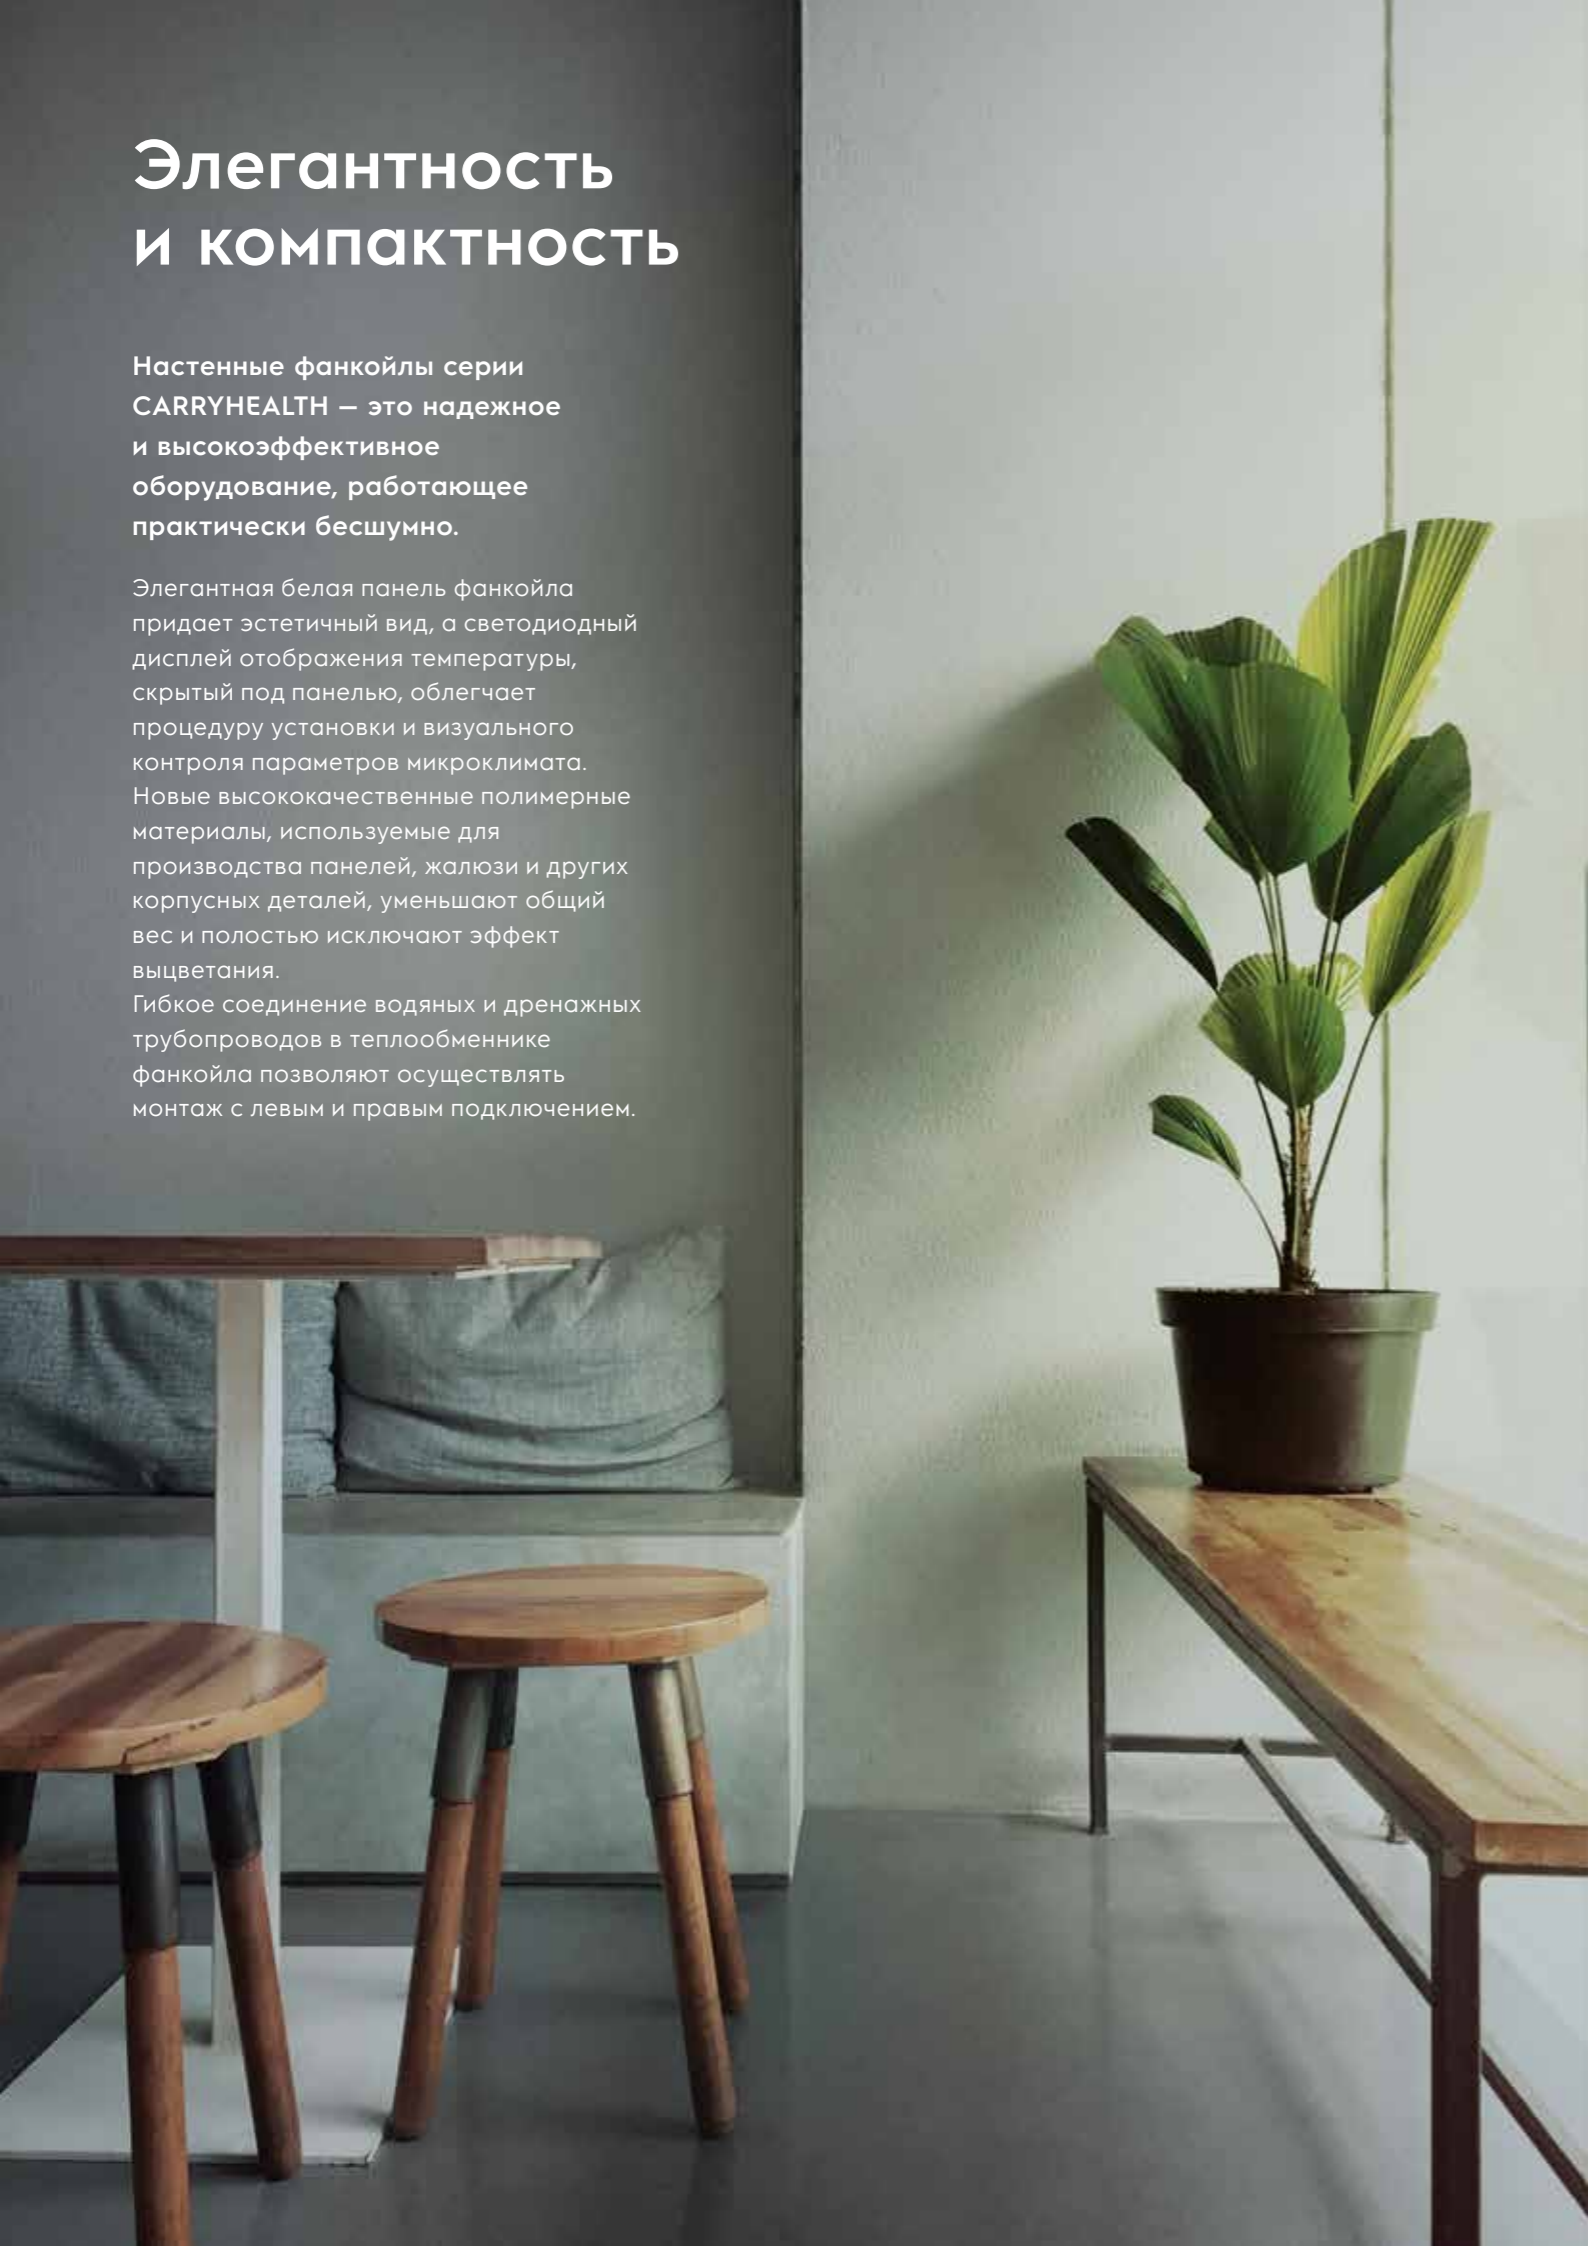 Элегантность
и компактность
Настенные фанкойлы серии
CARRYHEALTH — это надежное
и высокоэффективное
оборудование, работающее
практически бесшумно.
Элегантная белая панель фанкойла
придает эстетичный вид, а светодиодный
дисплей отображения температуры,
скрытый под панелью, облегчает
процедуру установки и визуального
контроля параметров микроклимата.
Новые высококачественные полимерные
материалы, используемые для
производства панелей, жалюзи и других
корпусных деталей, уменьшают общий
вес и полостью исключают эффект
выцветания.
Гибкое соединение водяных и дренажных
трубопроводов в теплообменнике
фанкойла позволяют осуществлять
монтаж с левым и правым подключением.